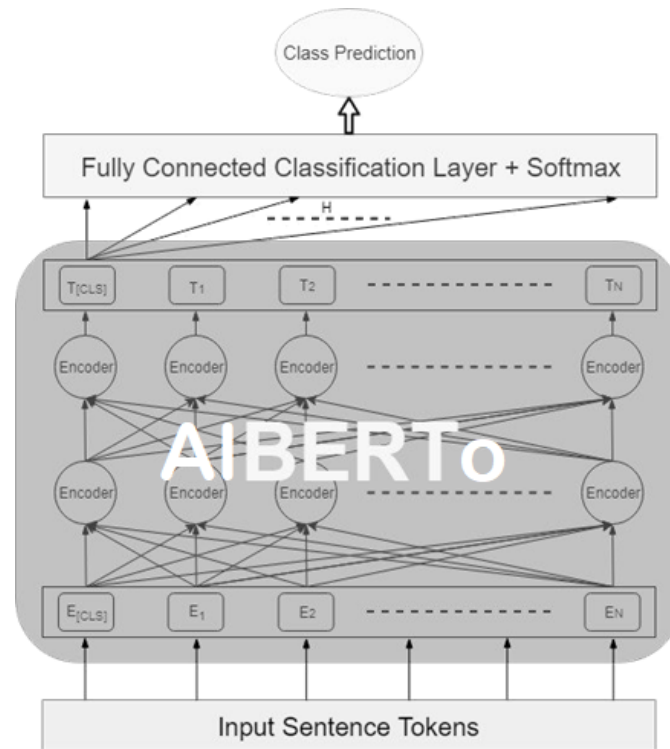 Class Prediction
Fully Connected Classification Layer + Softmax
H
T[CLS] T1 T2 TN
Encoder Encoder Encoder Encoder
AlBERTo
Encoder Encoder Encoder Encoder
E[CLS] E1 E2 EN
Input Sentence Tokens